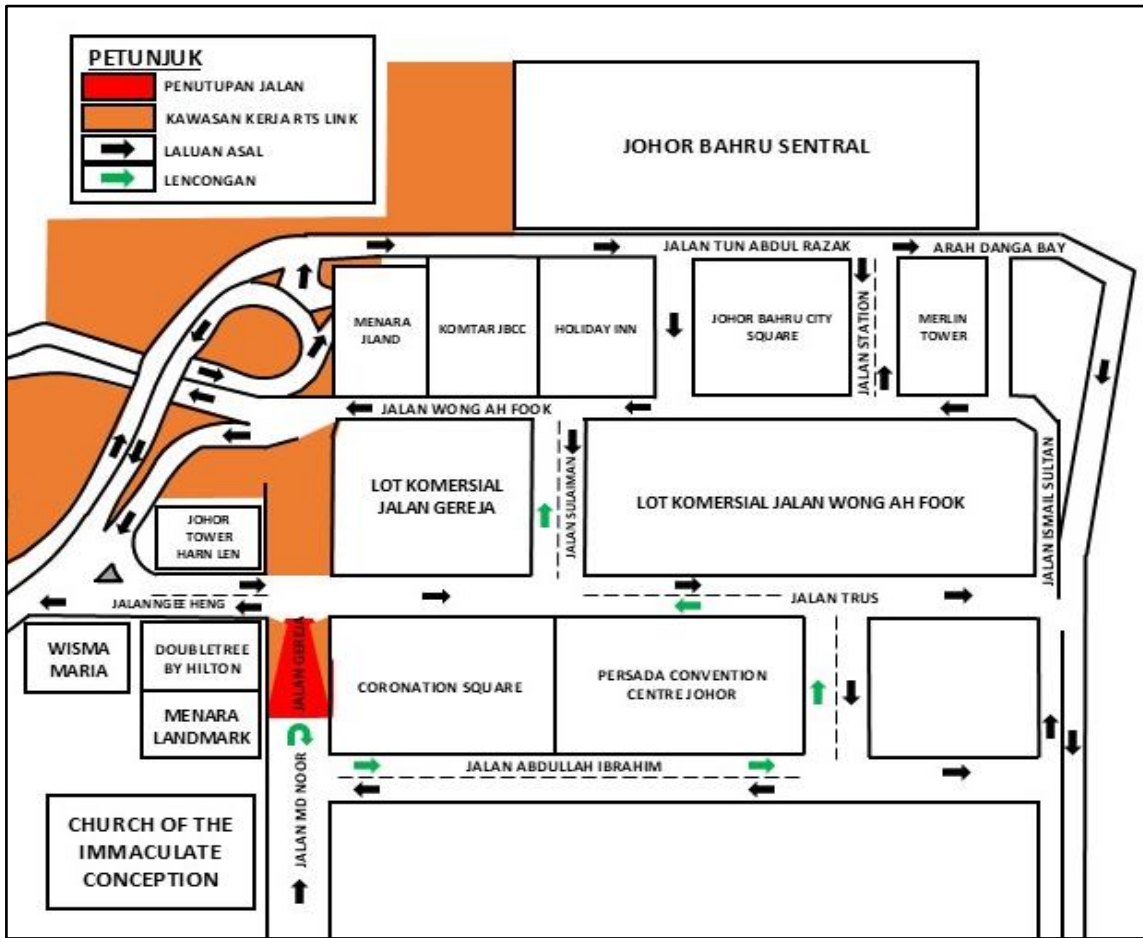 PETUNJUK
PENUTUPAN JALAN
KAWASAN KERJA RTS LINK
LALUAN ASAL
LENCONGAN
JOHOR BAHRU SENTRAL
JALAN TUN ABDUL RAZAK
ARAH DANGA BAY
MENARA
JLAND
KOMTAR JBCC
HOLIDAY INN
JOHOR BAHRU CITY
SQUARE
JALAN STATION
MERLIN
TOWER
JALAN WONG AH FOOK
LOT KOMERSIAL
JALAN GEREJA
JALAN SULAIMAN
LOT KOMERSIAL JALAN WONG AH FOOK
JALAN ISMAIL SULTAN
JOHOR
TOWER
HARN LEN
JALAN NGEE HENG
JALAN TRUS
WISMA
MARIA
DOUBLETREE
BY HILTON
JALAN GEREJA
CORONATION SQUARE
PERSADA CONVENTION
CENTRE JOHOR
MENARA
LANDMARK
JALAN ABDULLAH IBRAHIM
JALAN MD NOOR
CHURCH OF THE
IMMACULATE
CONCEPTION